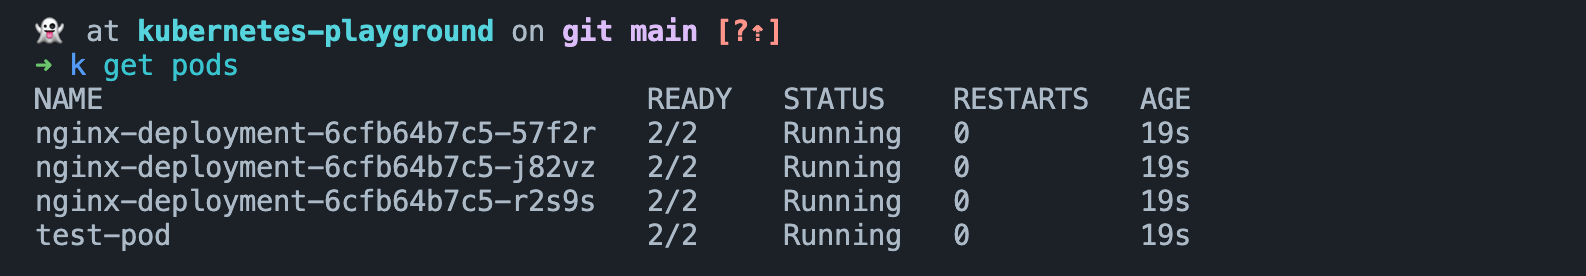 👻 at kubernetes-playground on git main [?⇡]
➜ k get pods
NAME                                READY   STATUS    RESTARTS   AGE
nginx-deployment-6cfb64b7c5-57f2r   2/2     Running   0          19s
nginx-deployment-6cfb64b7c5-j82vz   2/2     Running   0          19s
nginx-deployment-6cfb64b7c5-r2s9s   2/2     Running   0          19s
test-pod                            2/2     Running   0          19s